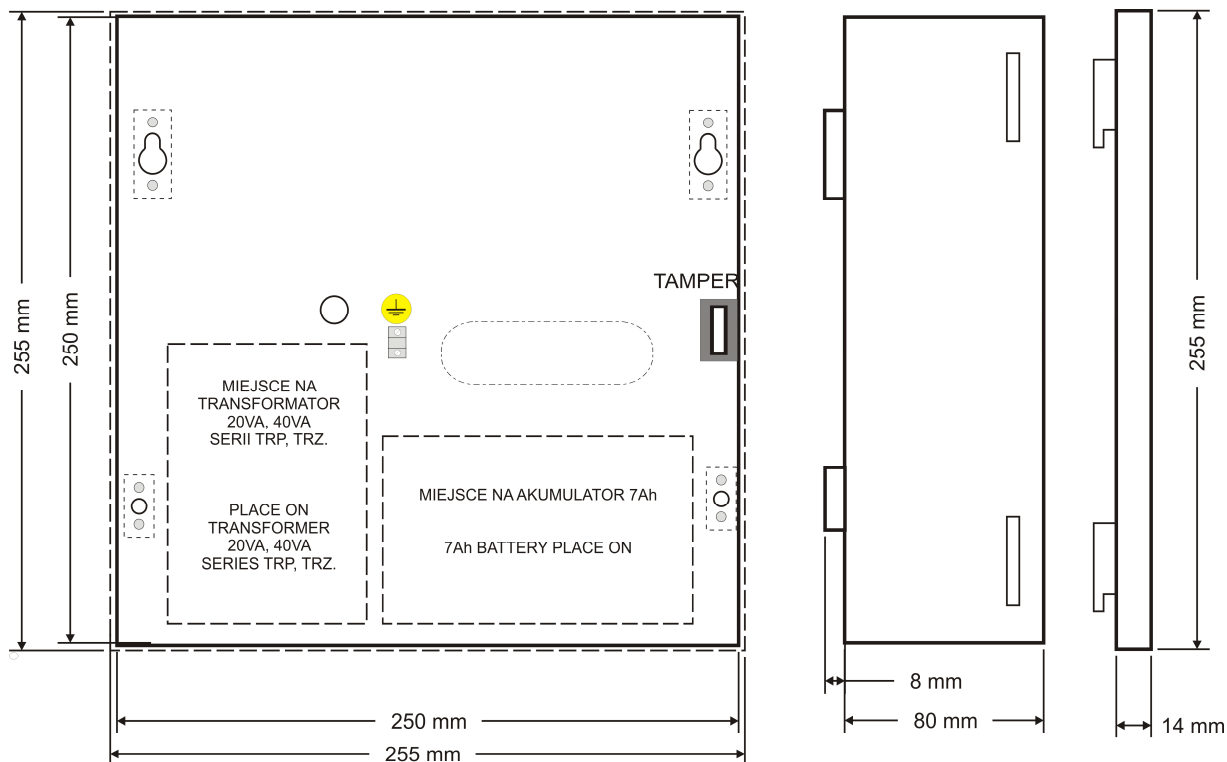 TAMPER
255 mm
250 mm
255 mm
MIEJSCE NA
TRANSFORMATOR
20VA, 40VA
SERII TRP, TRZ.
PLACE ON
TRANSFORMER
20VA, 40VA
SERIES TRP, TRZ.
MIEJSCE NA AKUMULATOR 7Ah
7Ah BATTERY PLACE ON
8 mm
250 mm
80 mm
14 mm
255 mm